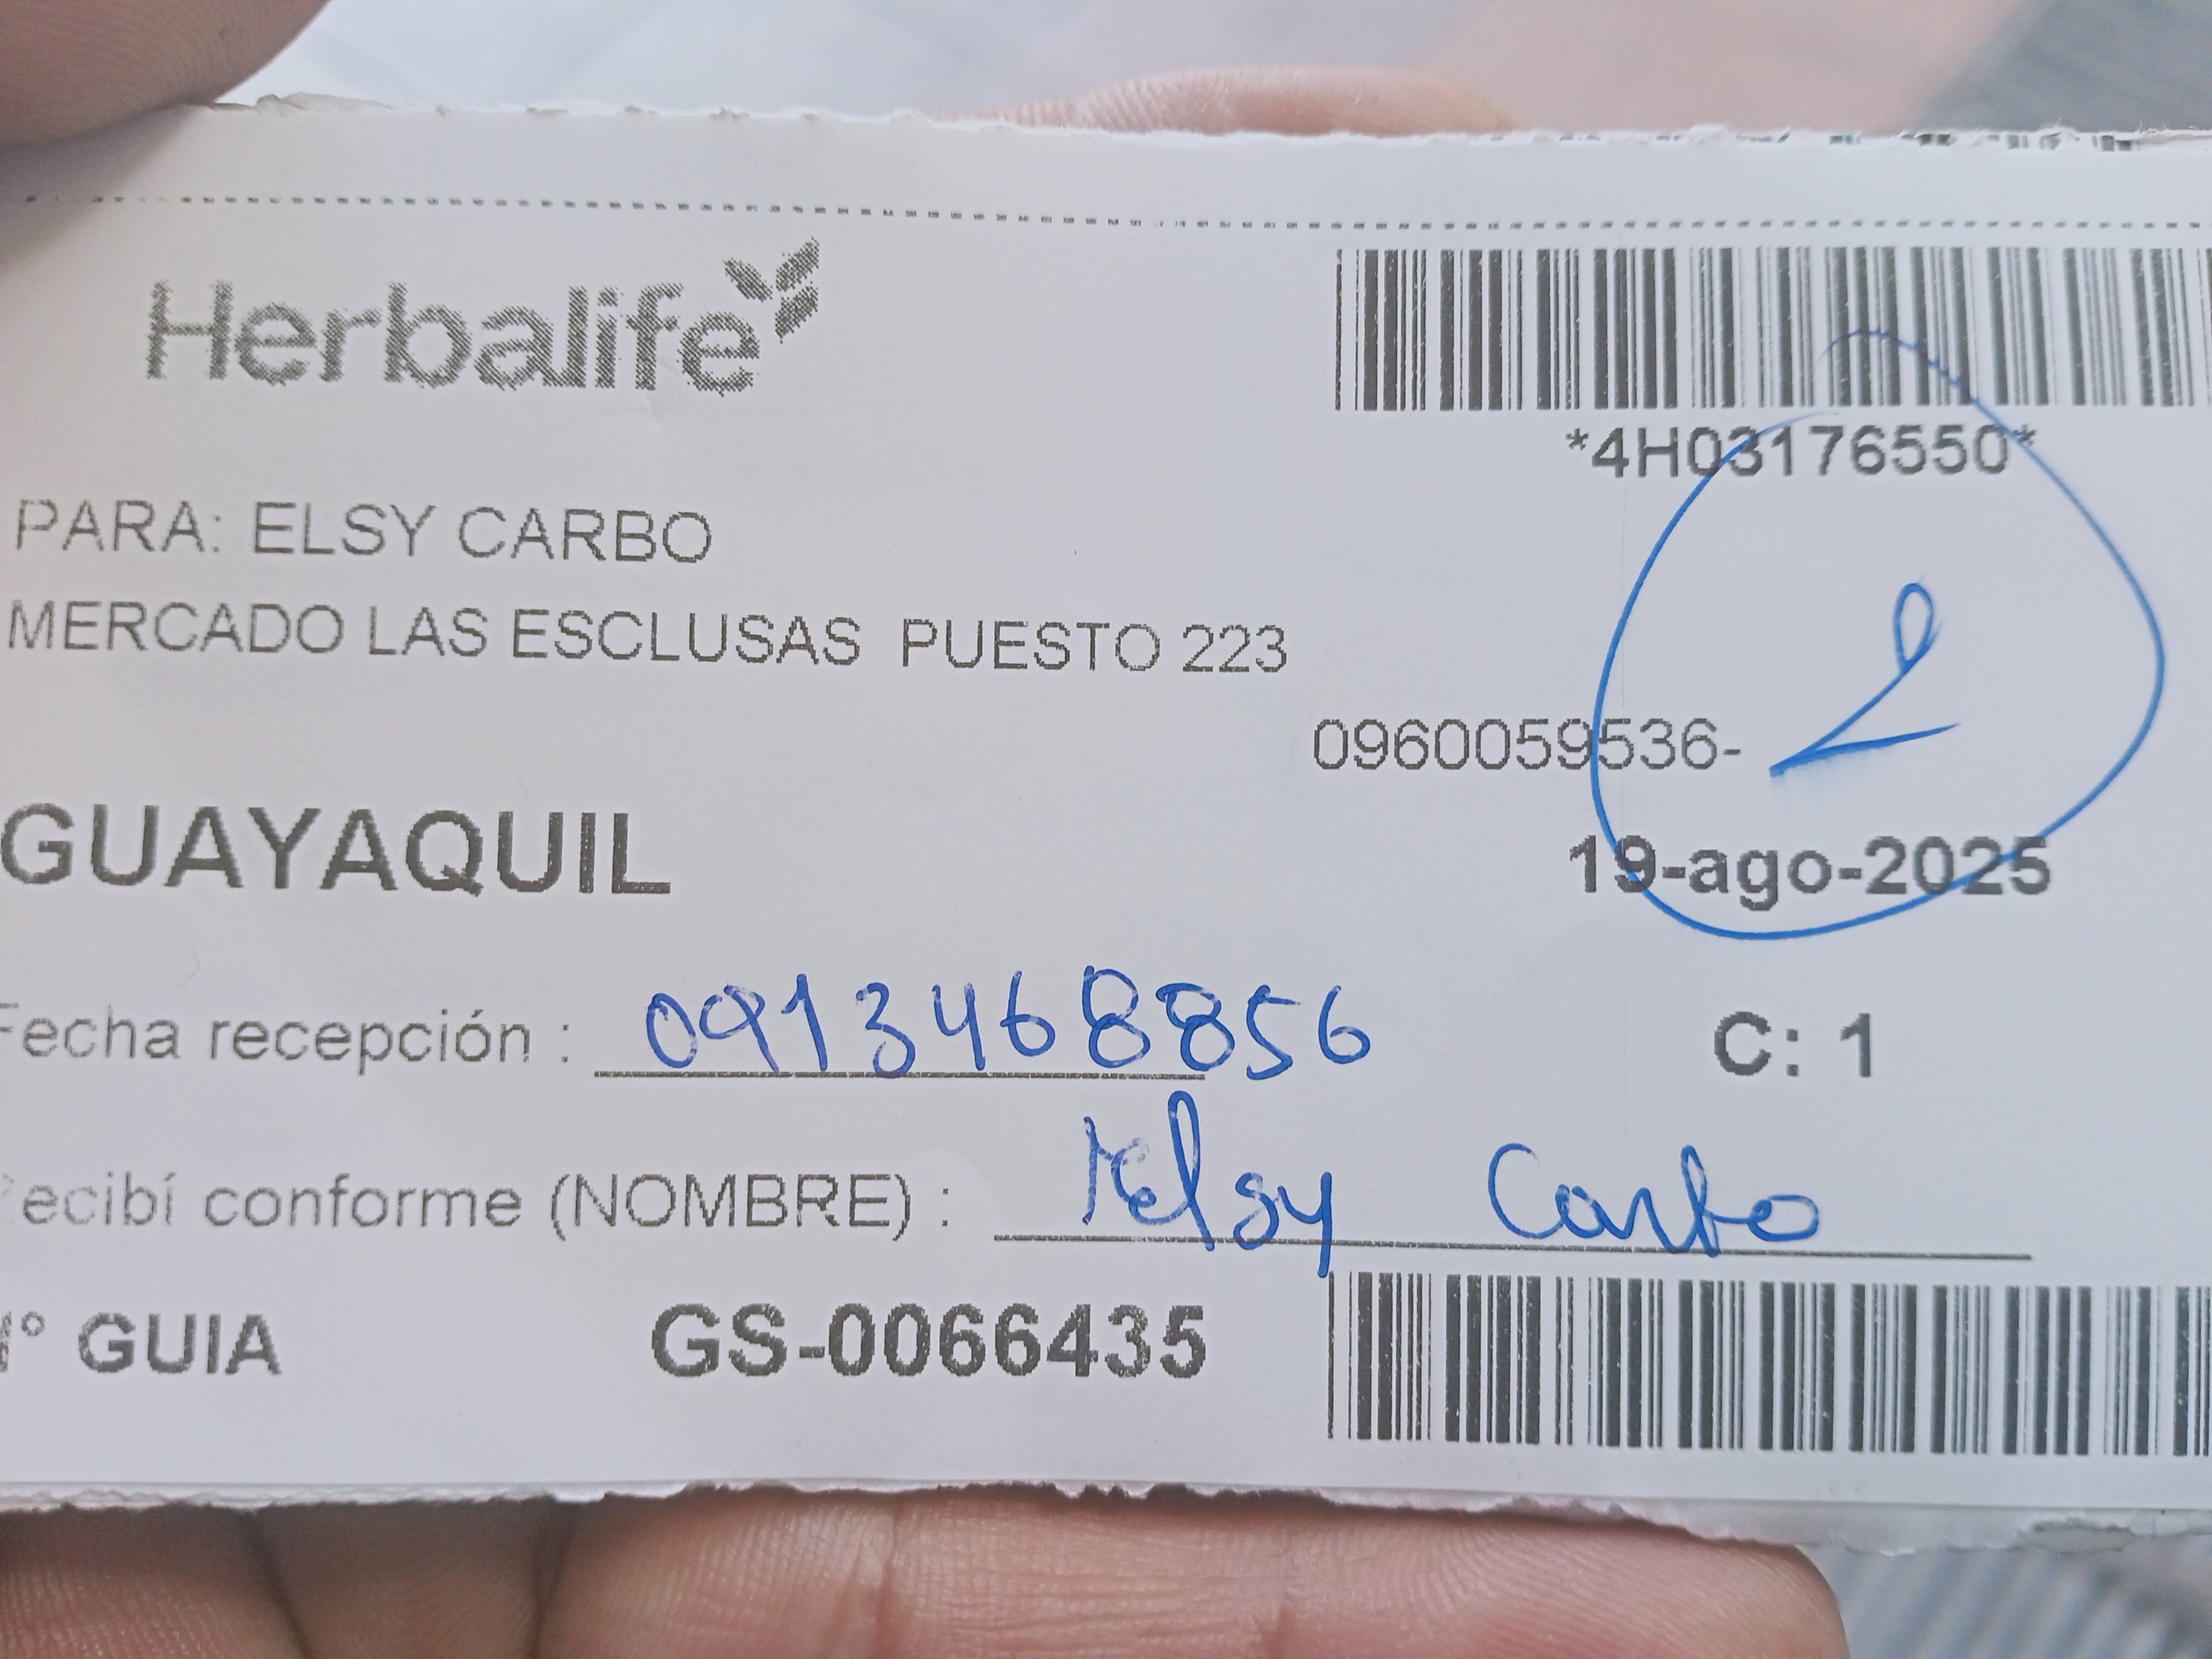 Herbalife
*4H03176550*
PARA: ELSY CARBO
MERCADO LAS ESCLUSAS PUESTO 223
0960059536-
2
GUAYAQUIL
19-ago-2025
Fecha recepción : 0913468856
C: 1
ecibí conforme (NOMBRE) : Elsy Carbo
N° GUIA GS-0066435